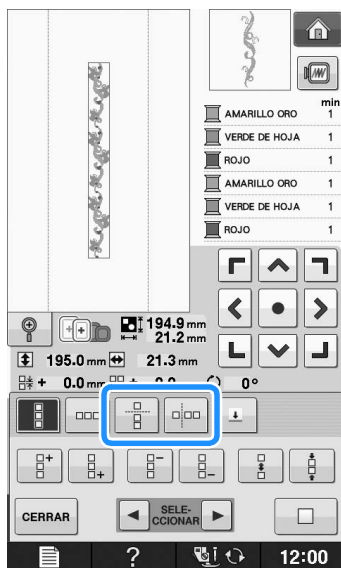 min
AMARILLO ORO 1
VERDE DE HOJA 1
ROJO 1
AMARILLO ORO 1
VERDE DE HOJA 1
ROJO 1
194.9 mm
21.2 mm
195.0 mm 21.3 mm
+ 0.0 mm
0°
CERRAR
SELE-
CCIONAR
?
12:00